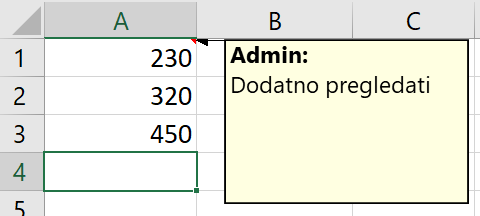 A B C
1 230 Admin:
2 320 Dodatno pregledati
3 450
4
5